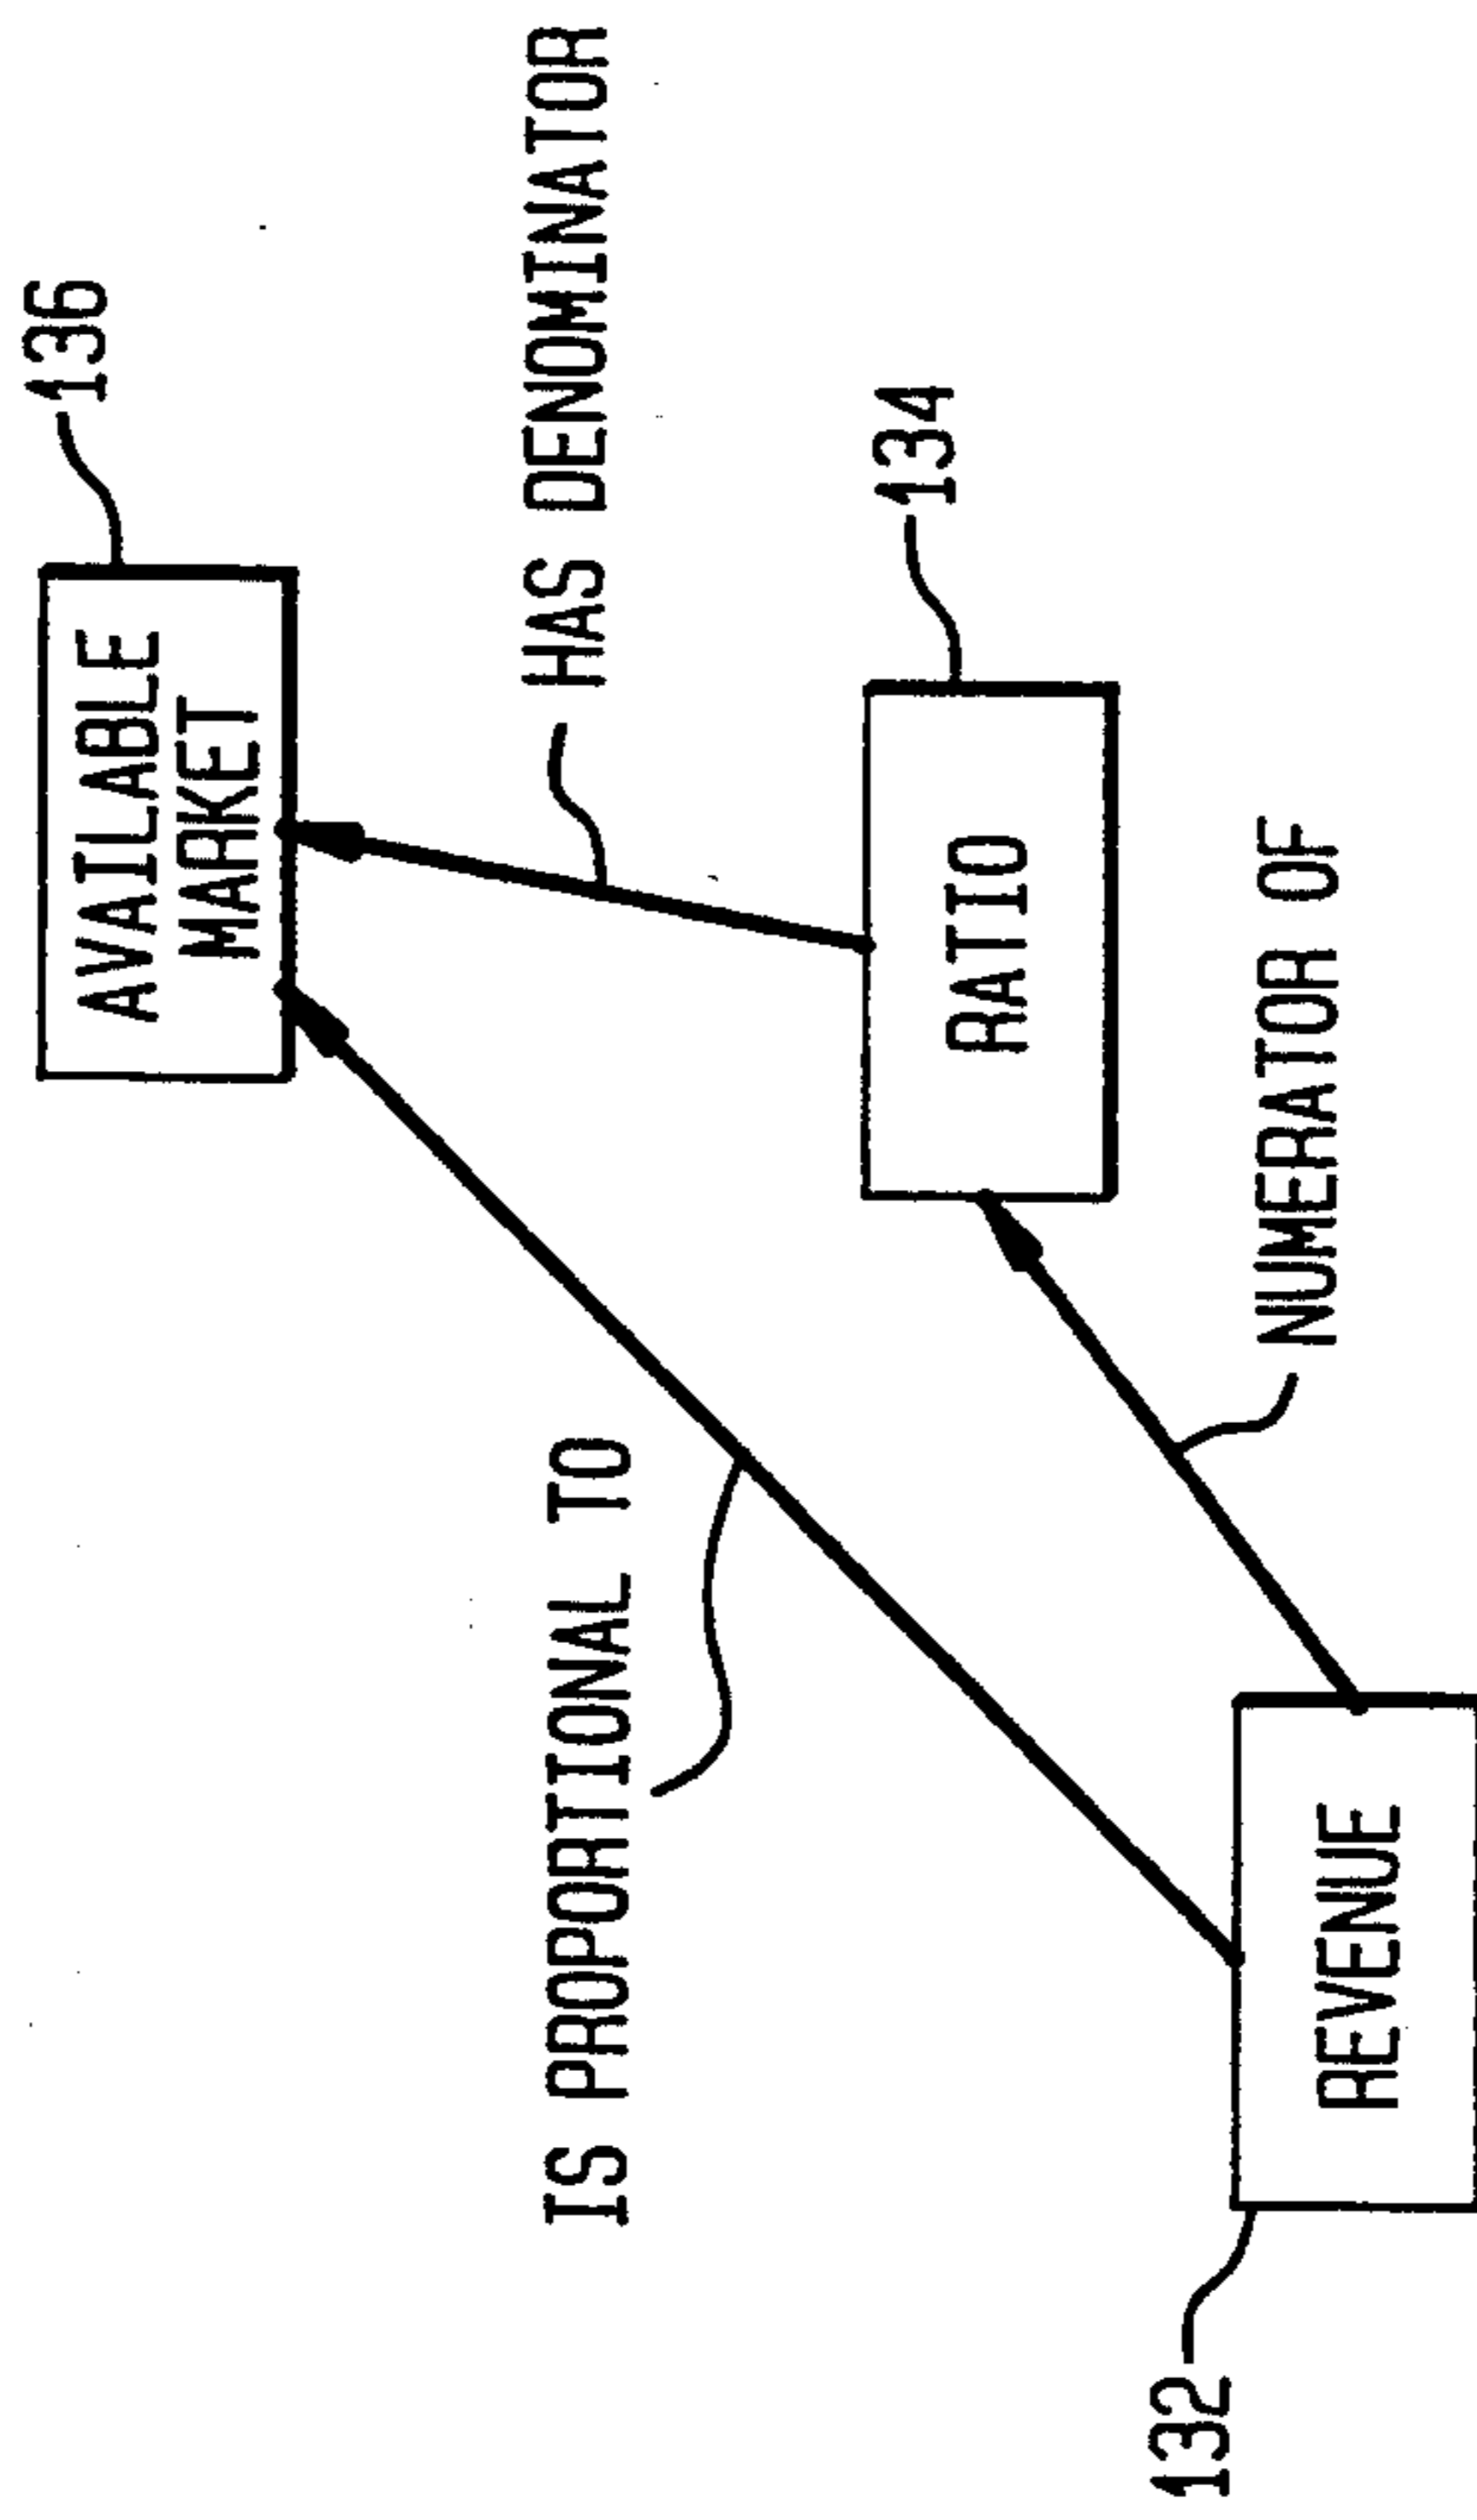 136
AVAILABLE
MARKET
HAS DENOMINATOR
IS PROPORTIONAL TO
134
RATIO
132
REVENUE
NUMERATOR OF